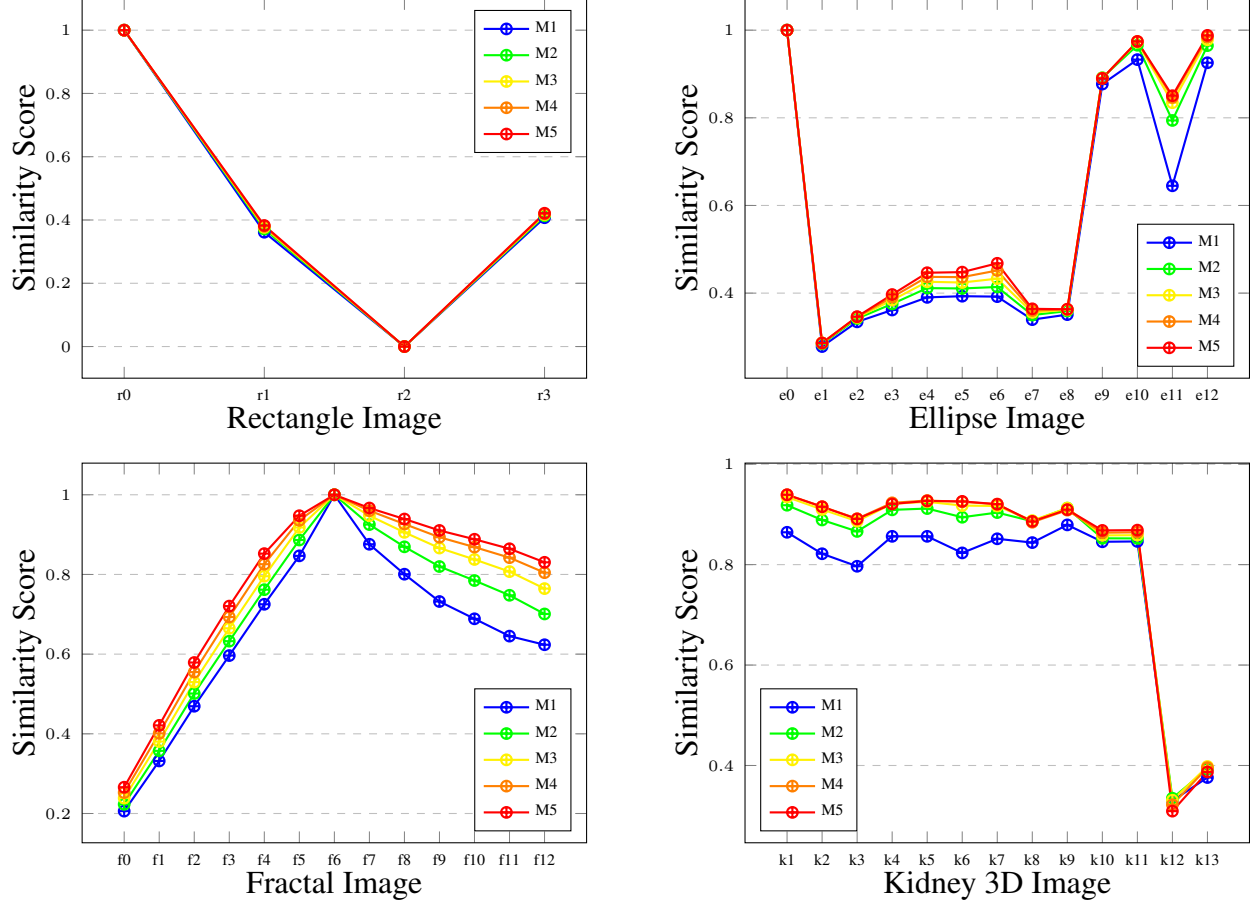 1
0.8
0.6
0.4
0.2
0
Similarity Score
M1
M2
M3
M4
M5
r0 r1 r2 r3
Rectangle Image
1
0.8
0.6
0.4
Similarity Score
M1
M2
M3
M4
M5
e0 e1 e2 e3 e4 e5 e6 e7 e8 e9 e10 e11 e12
Ellipse Image
1
0.8
0.6
0.4
0.2
Similarity Score
M1
M2
M3
M4
M5
f0 f1 f2 f3 f4 f5 f6 f7 f8 f9 f10 f11 f12
Fractal Image
1
0.8
0.6
0.4
Similarity Score
M1
M2
M3
M4
M5
k1 k2 k3 k4 k5 k6 k7 k8 k9 k10 k11 k12 k13
Kidney 3D Image